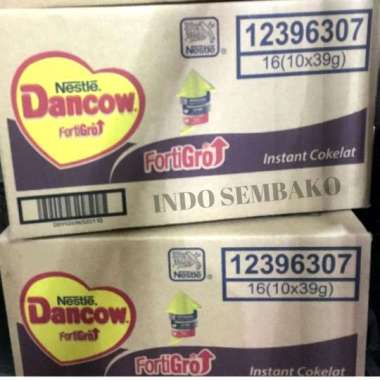 Nestlé.
Dancow
FortiGro
Nestlé
12396307
16(10x39g)
FortiGro
Instant Cokelat
INDO SEMBAKO
Nestlé.
Dancow
FortiGro
Nestlé
12396307
16(10x39g)
FortiGro
Instant Cokelat